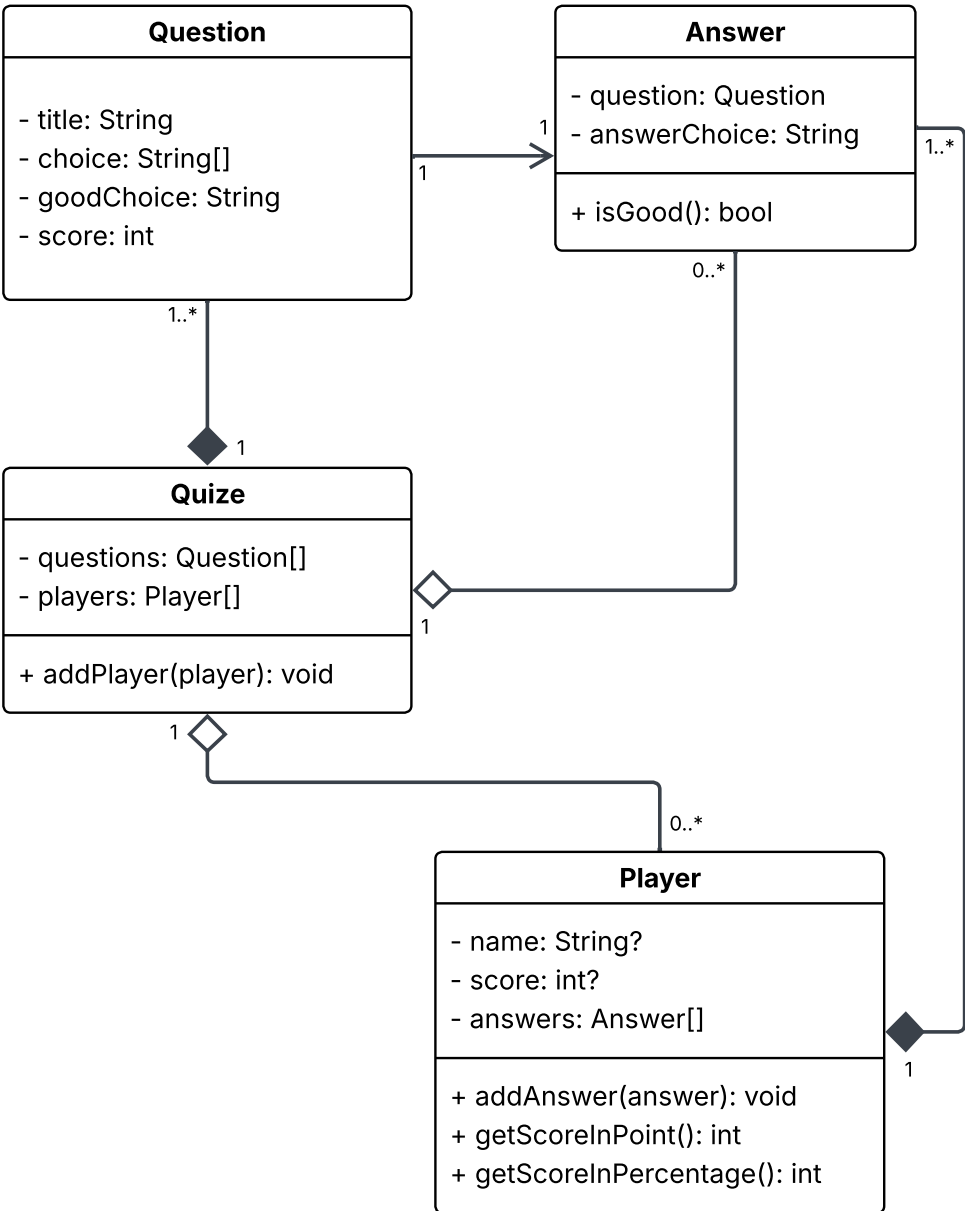 Question
- title: String
- choice: String[]
- goodChoice: String
- score: int
Answer
- question: Question
- answerChoice: String
+ isGood(): bool
1
1
1..*
0..*
1..*
1
Quize
- questions: Question[]
- players: Player[]
+ addPlayer(player): void
1
1
0..*
Player
- name: String?
- score: int?
- answers: Answer[]
+ addAnswer(answer): void
+ getScoreInPoint(): int
+ getScoreInPercentage(): int
1